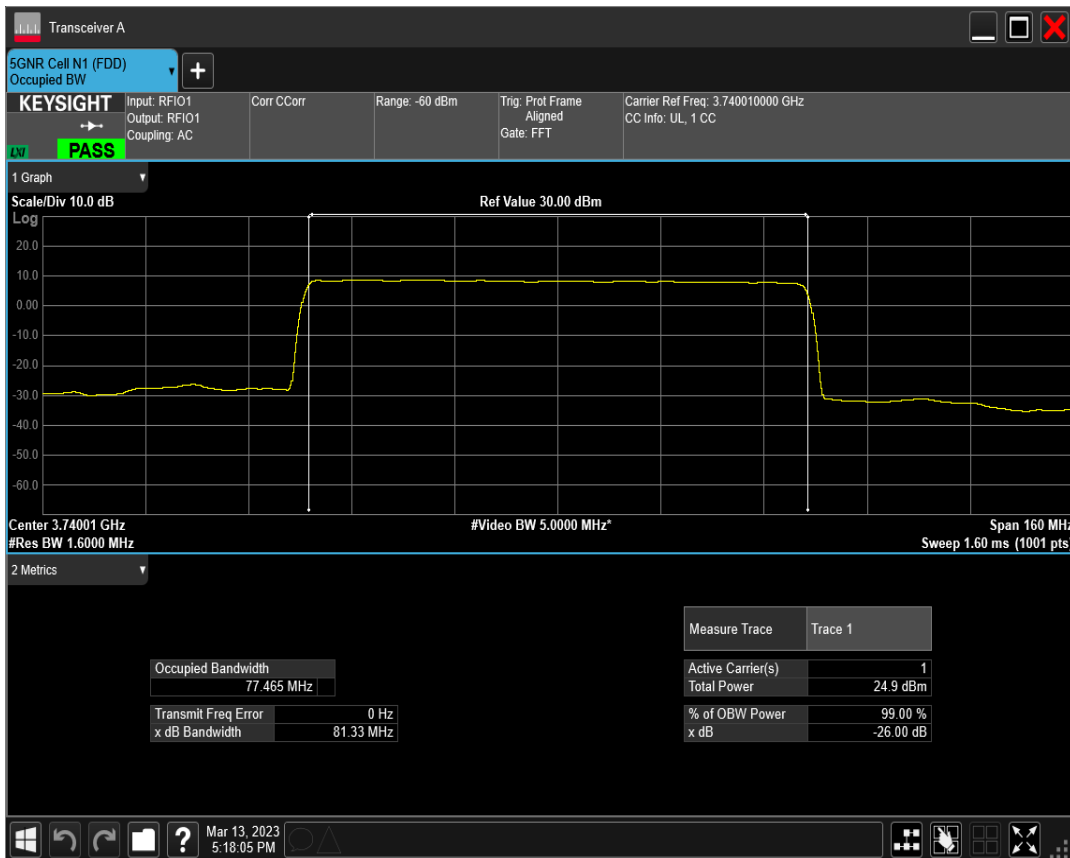 Transceiver A
5GNR Cell N1 (FDD)
Occupied BW
KEYSIGHT
LXI
PASS
Input: RFIO1
Output: RFIO1
Coupling: AC
Corr CCorr
Range: -60 dBm
Trig: Prot Frame
Aligned
Gate: FFT
Carrier Ref Freq: 3.740010000 GHz
CC Info: UL, 1 CC
1 Graph
Scale/Div 10.0 dB
Ref Value 30.00 dBm
Log
20.0
10.0
0.00
-10.0
-20.0
-30.0
-40.0
-50.0
-60.0
Center 3.74001 GHz
#Video BW 5.0000 MHz*
Span 160 MHz
#Res BW 1.6000 MHz
Sweep 1.60 ms (1001 pts)
2 Metrics
Measure Trace Trace 1
Occupied Bandwidth
77.465 MHz
Active Carrier(s) 1
Total Power 24.9 dBm
Transmit Freq Error 0 Hz
x dB Bandwidth 81.33 MHz
% of OBW Power 99.00 %
x dB -26.00 dB
?
Mar 13, 2023
5:18:05 PM